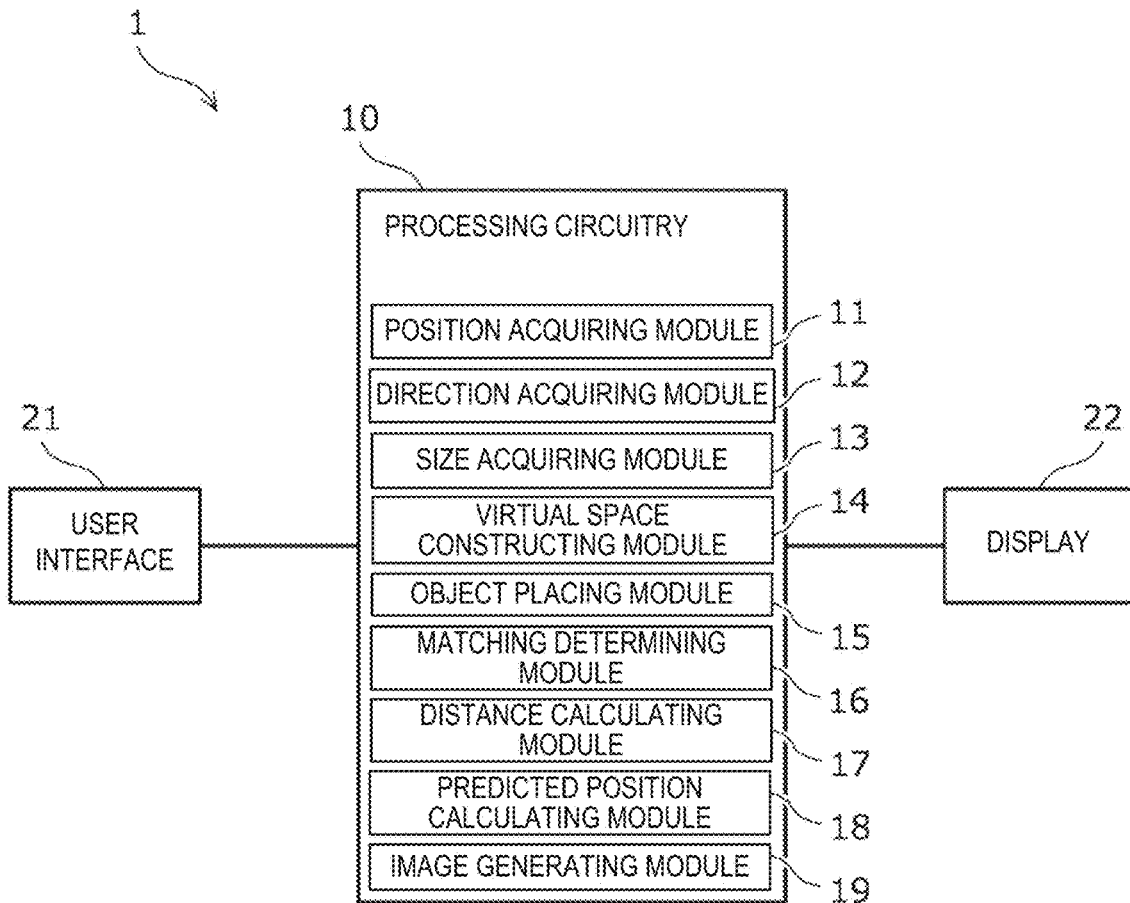 1
10
PROCESSING CIRCUITRY
POSITION ACQUIRING MODULE
11
DIRECTION ACQUIRING MODULE
12
SIZE ACQUIRING MODULE
13
VIRTUAL SPACE
CONSTRUCTING MODULE
14
OBJECT PLACING MODULE
15
MATCHING DETERMINING
MODULE
16
DISTANCE CALCULATING
MODULE
17
PREDICTED POSITION
CALCULATING MODULE
18
IMAGE GENERATING MODULE
19
21
USER
INTERFACE
22
DISPLAY